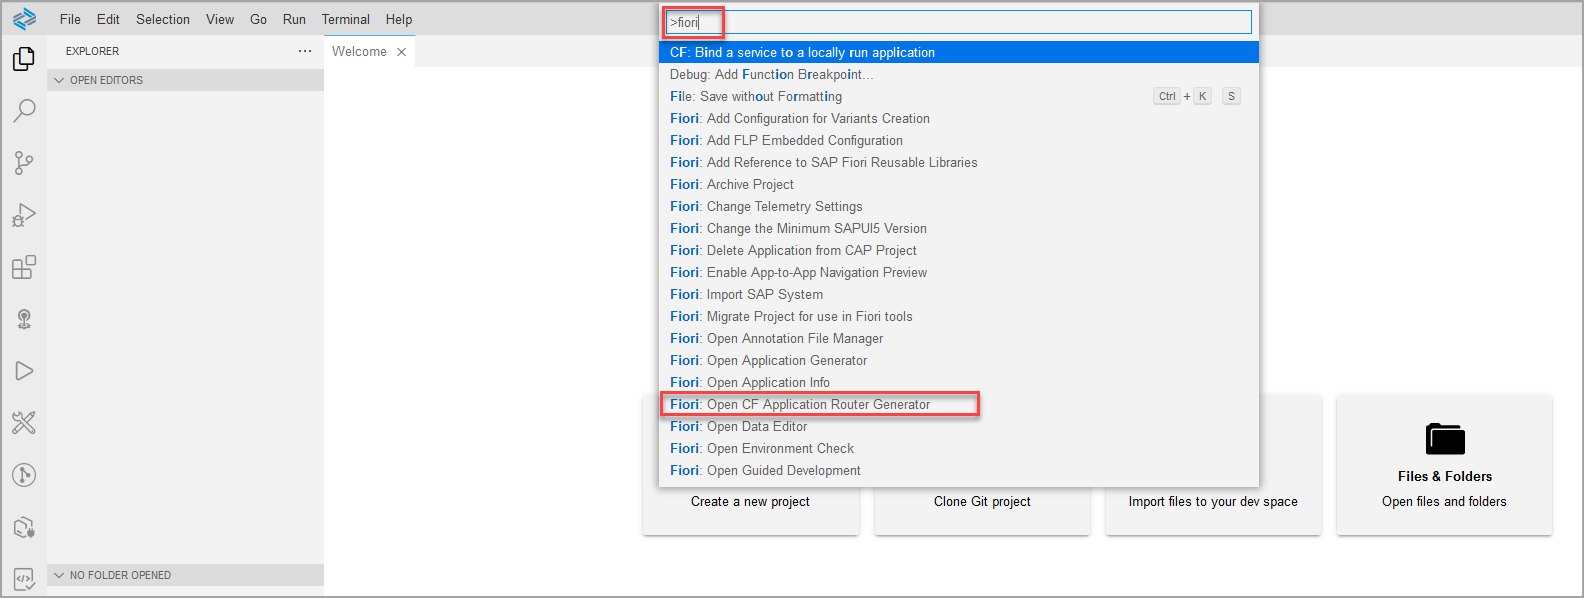 File Edit Selection View Go Run Terminal Help
>fiori
EXPLORER
Welcome
OPEN EDITORS
CF: Bind a service to a locally run application
Debug: Add Function Breakpoint...
File: Save without Formatting Ctrl + K S
Fiori: Add Configuration for Variants Creation
Fiori: Add FLP Embedded Configuration
Fiori: Add Reference to SAP Fiori Reusable Libraries
Fiori: Archive Project
Fiori: Change Telemetry Settings
Fiori: Change the Minimum SAPUI5 Version
Fiori: Delete Application from CAP Project
Fiori: Enable App-to-App Navigation Preview
Fiori: Import SAP System
Fiori: Migrate Project for use in Fiori tools
Fiori: Open Annotation File Manager
Fiori: Open Application Generator
Fiori: Open Application Info
Fiori: Open CF Application Router Generator
Fiori: Open Data Editor
Fiori: Open Environment Check
Fiori: Open Guided Development
Create a new project
Clone Git project
Import files to your dev space
Files & Folders
Open files and folders
NO FOLDER OPENED